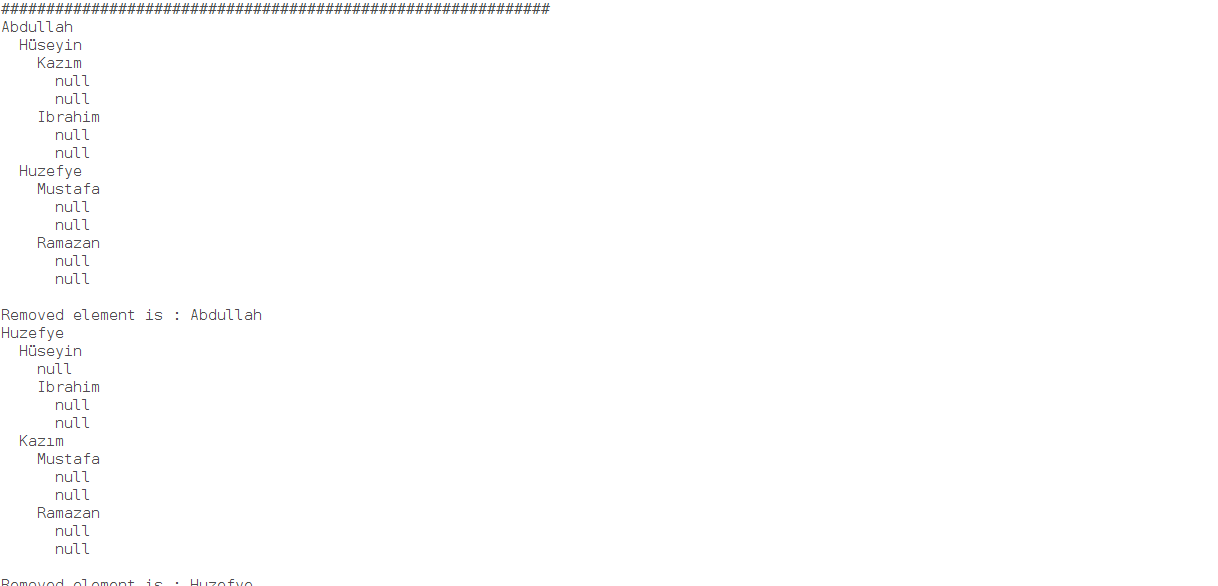 #############################################################
Abdullah
  Hüseyin
    Kazım
      null
      null
    Ibrahim
      null
      null
  Huzefye
    Mustafa
      null
      null
    Ramazan
      null
      null

Removed element is : Abdullah
Huzefye
  Hüseyin
    null
    Ibrahim
      null
      null
  Kazım
    Mustafa
      null
      null
    Ramazan
      null
      null

Removed element is : Huzefye